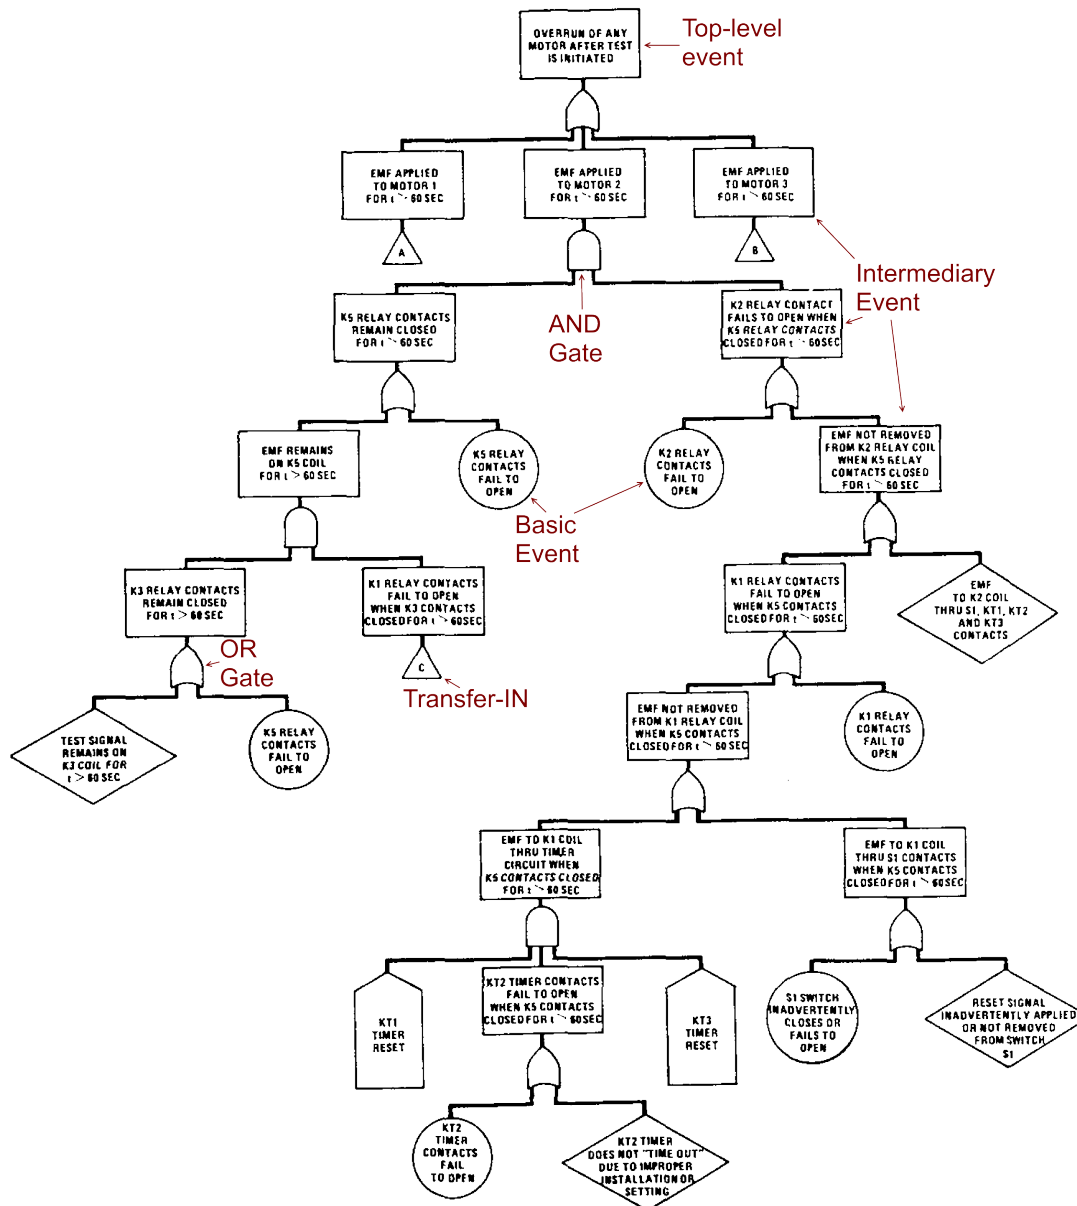 OVERRUN OF ANY
MOTOR AFTER TEST
IS INITIATED
Top-level
event
EMF APPLIED
TO MOTOR 1
FOR t > 60 SEC
EMF APPLIED
TO MOTOR 2
FOR t > 60 SEC
EMF APPLIED
TO MOTOR 3
FOR t > 60 SEC
A
B
Intermediary
Event
K5 RELAY CONTACTS
REMAIN CLOSED
FOR t > 60 SEC
AND
Gate
K2 RELAY CONTACT
FAILS TO OPEN WHEN
K5 RELAY CONTACTS
CLOSED FOR t > 60 SEC
EMF REMAINS
ON K5 COIL
FOR t > 60 SEC
K5 RELAY
CONTACTS
FAIL TO
OPEN
K2 RELAY
CONTACTS
FAIL TO
OPEN
EMF NOT REMOVED
FROM K2 RELAY COIL
WHEN K5 RELAY
CONTACTS CLOSED
FOR t > 60 SEC
Basic
Event
K3 RELAY CONTACTS
REMAIN CLOSED
FOR t > 60 SEC
K1 RELAY CONTACTS
FAIL TO OPEN
WHEN K3 CONTACTS
CLOSED FOR t > 60SEC
K1 RELAY CONTACTS
FAIL TO OPEN
WHEN K5 CONTACTS
CLOSED FOR t > 60 SEC
EMF
TO K2 COIL
THRU S1, KT1, KT2
AND KT3
CONTACTS
OR
Gate
C
Transfer-IN
TEST SIGNAL
REMAINS ON
K3 COIL FOR
t > 60 SEC
K5 RELAY
CONTACTS
FAIL TO
OPEN
EMF NOT REMOVED
FROM K1 RELAY COIL
WHEN K5 CONTACTS
CLOSED FOR t > 60 SEC
K1 RELAY
CONTACTS
FAIL TO
OPEN
EMF TO K1 COIL
THRU TIMER
CIRCUIT WHEN
K5 CONTACTS CLOSED
FOR t > 60 SEC
EMF TO K1 COIL
THRU S1 CONTACTS
WHEN K5 CONTACTS
CLOSED FOR t > 60 SEC
KT1
TIMER
RESET
KT2 TIMER CONTACTS
FAIL TO OPEN
WHEN K5 CONTACTS
CLOSED FOR t > 60 SEC
KT3
TIMER
RESET
S1 SWITCH
INADVERTENTLY
CLOSES OR
FAILS TO
OPEN
RESET SIGNAL
INADVERTENTLY APPLIED
OR NOT REMOVED
FROM SWITCH
S1
KT2
TIMER
CONTACTS
FAIL
TO OPEN
KT2 TIMER
DOES NOT "TIME OUT"
DUE TO IMPROPER
INSTALLATION OR
SETTING